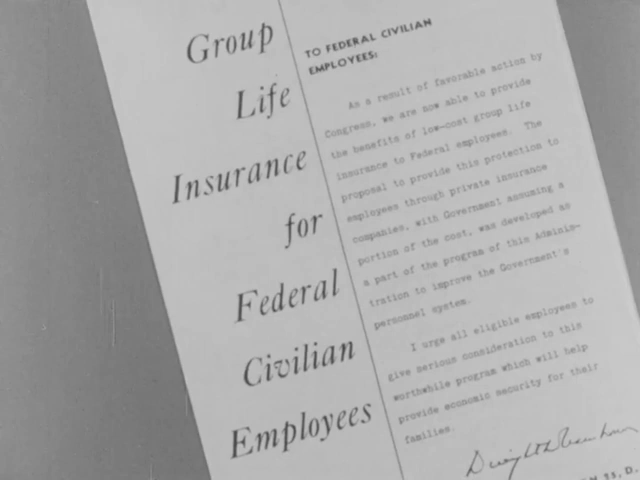 Group
Life
Insurance
for
Federal
Civilian
Employees
TO FEDERAL CIVILIAN
EMPLOYEES:
As a result of favorable action by
Congress, we are now able to provide
the benefits of low-cost group life
insurance to Federal employees. The
proposal to provide this protection to
employees through private insurance
companies, with Government assuming a
portion of the cost, was developed as
a part of the program of this Adminis-
tration to improve the Government's
personnel system.
I urge all eligible employees to
give serious consideration to this
worthwhile program which will help
provide economic security for their
families.
Dwight D. Eisenhower